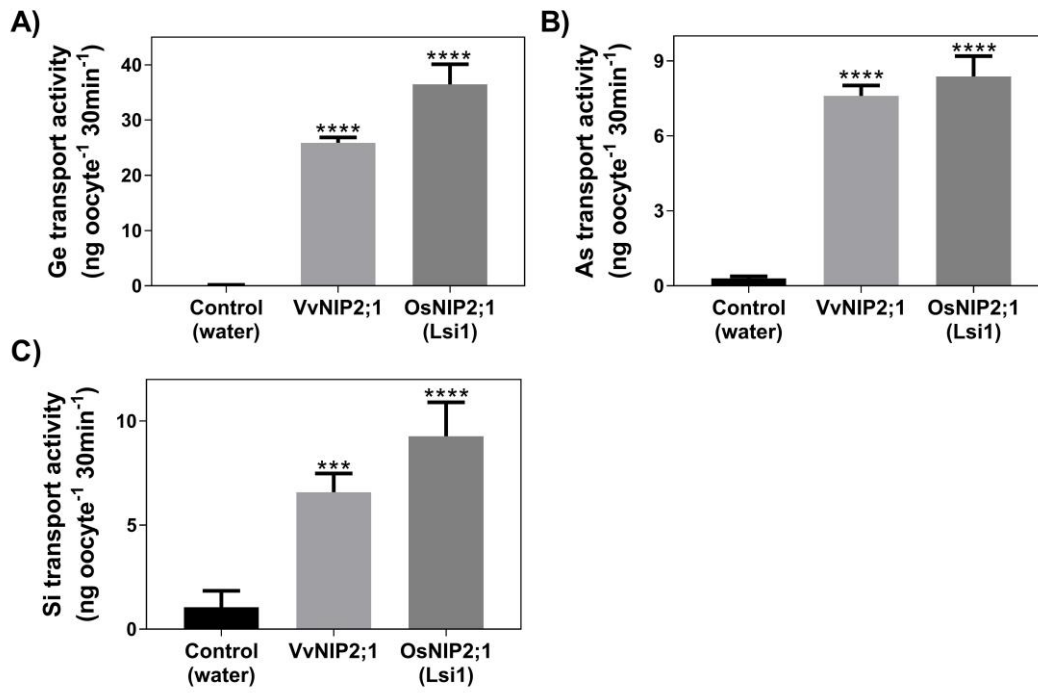 A)
Ge transport activity
(ng oocyte⁻¹ 30min⁻¹)
40
30
20
10
0
****
****
Control
(water)
VvNIP2;1
OsNIP2;1
(Lsi1)
B)
As transport activity
(ng oocyte⁻¹ 30min⁻¹)
9
6
3
0
****
****
Control
(water)
VvNIP2;1
OsNIP2;1
(Lsi1)
C)
Si transport activity
(ng oocyte⁻¹ 30min⁻¹)
10
5
0
***
****
Control
(water)
VvNIP2;1
OsNIP2;1
(Lsi1)